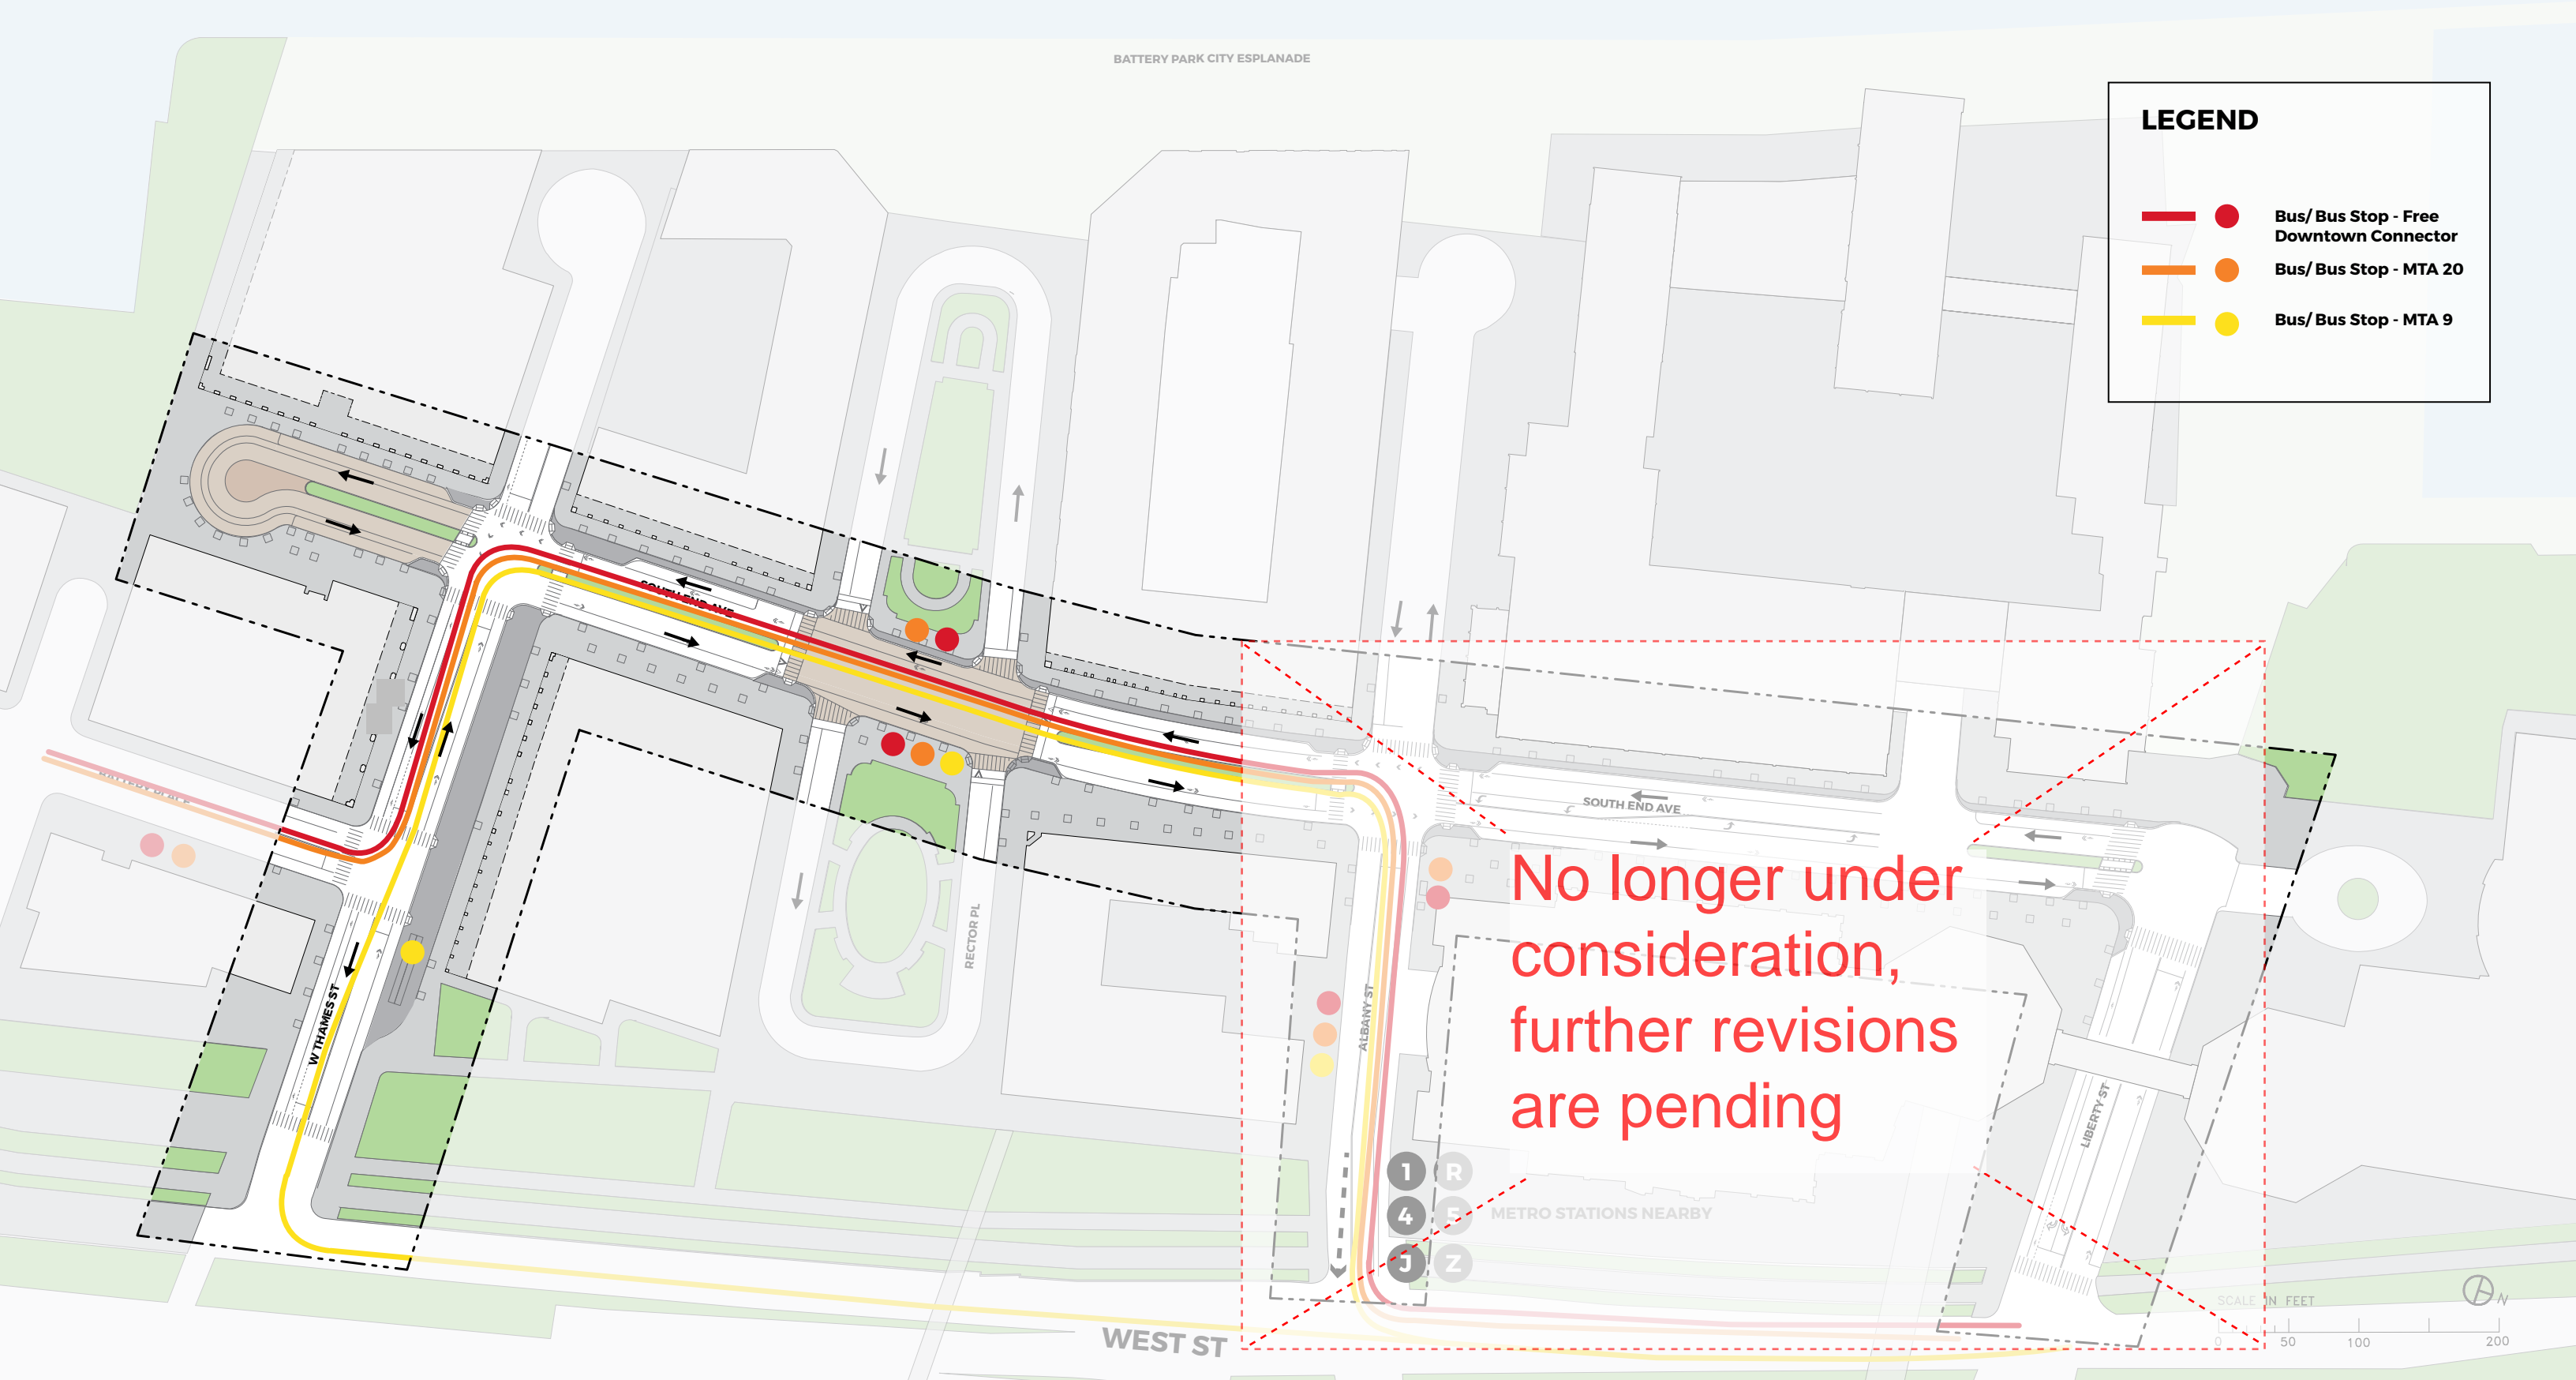 BATTERY PARK CITY ESPLANADE
LEGEND
Bus/ Bus Stop - Free
Downtown Connector
Bus/ Bus Stop - MTA 20
Bus/ Bus Stop - MTA 9
SOUTH END AVE
BATTERY PLACE
SOUTH END AVE
No longer under
consideration,
further revisions
are pending
RECTOR PL
ALBANY ST
W THAMES ST
LIBERTY ST
1 R
4 5
METRO STATIONS NEARBY
J Z
WEST ST
SCALE IN FEET
N
0 50 100 200